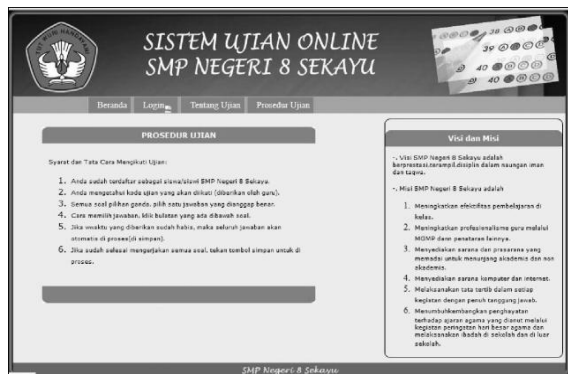 TUT WURI HANDAYANI
SISTEM UJIAN ONLINE
SMP NEGERI 8 SEKAYU
38
39
40
40
Beranda Login Tentang Ujian Prosedur Ujian
PROSEDUR UJIAN
Syarat dan Tata Cara Mengikuti Ujian:
1. Anda sudah terdaftar sebagai siswa/siswi SMP Negeri 8 Sekayu.
2. Anda mengetahui kode ujian yang akan diikuti (diberikan oleh guru).
3. Semua soal pilihan ganda, pilih satu jawaban yang dianggap benar.
4. Cara memilih jawaban, klik bulatan yang ada dibawah soal.
5. Jika waktu yang diberikan sudah habis, maka seluruh jawaban akan
otomatis di proses(di simpan).
6. Jika sudah selesai mengerjakan semua soal, tekan tombol simpan untuk di
proses.
Visi dan Misi
-. Visi SMP Negeri 8 Sekayu adalah
berprestasi,terampil,disiplin dalam naungan iman
dan taqwa.
-. Misi SMP Negeri 8 Sekayu adalah
1. Meningkatkan efektifitas pembelajaran di
kelas.
2. Meningkatkan profesionalisme guru melalui
MGMP dann penataran lainnya.
3. Menyediakan sarana dan prasarana yang
memadai untuk menunjang akademis dan non
akademis.
4. Menyediakan sarana komputer dan internet.
5. Melaksanakan tata tertib dalam setiap
kegiatan dengan penuh tanggung jawab.
6. Menumbuhkembangkan penghayatan
terhadap ajaran agama yang dianut melalui
kegiatan peringatan hari besar agama dan
melaksanakan ibadah di sekolah dan di luar
sekolah.
SMP Negeri 8 Sekayu